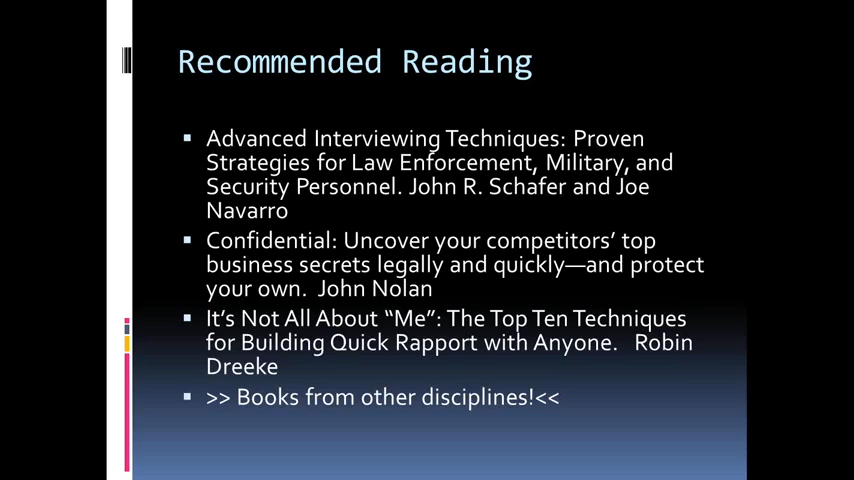 Recommended Reading
Advanced Interviewing Techniques: Proven
Strategies for Law Enforcement, Military, and
Security Personnel. John R. Schafer and Joe
Navarro
Confidential: Uncover your competitors’ top
business secrets legally and quickly—and protect
your own.  John Nolan
It’s Not All About “Me”: The Top Ten Techniques
for Building Quick Rapport with Anyone.   Robin
Dreeke
>> Books from other disciplines!<<